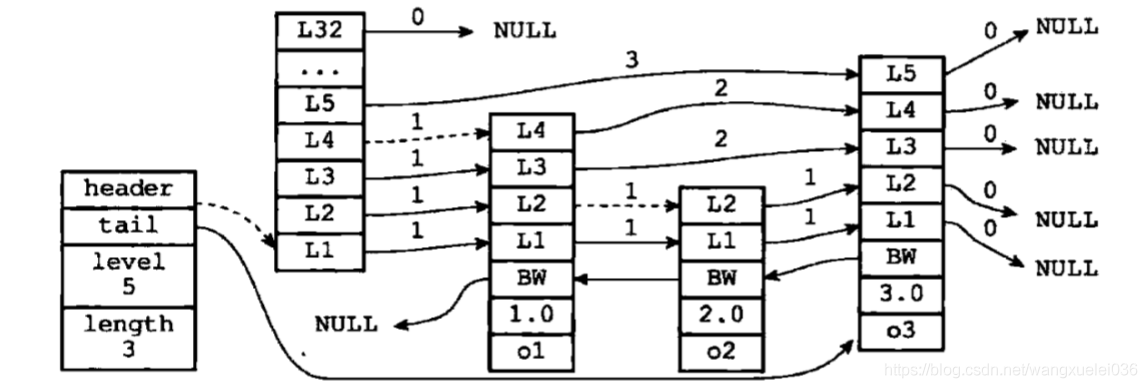 header
tail
level
5
length
3
L32
...
L5
L4
L3
L2
L1
0
NULL
3
1
1
1
1
L4
L3
L2
L1
BW
1.0
o1
NULL
2
2
1
1
L2
L1
BW
2.0
o2
1
1
L5
L4
L3
L2
L1
BW
3.0
o3
0
NULL
0
NULL
0
NULL
0
NULL
0
NULL
https://blog.csdn.net/wangxuelei036